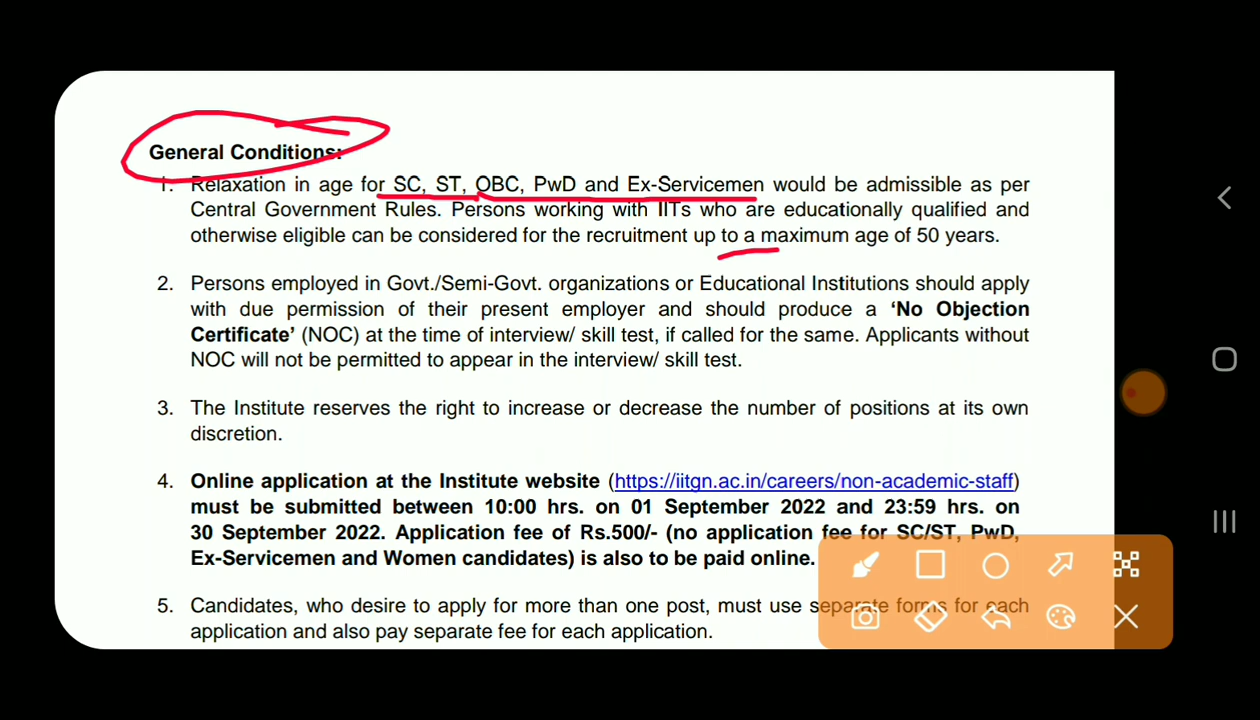 General Conditions:
1. Relaxation in age for SC, ST, OBC, PwD and Ex-Servicemen would be admissible as per
Central Government Rules. Persons working with IITs who are educationally qualified and
otherwise eligible can be considered for the recruitment up to a maximum age of 50 years.
2. Persons employed in Govt./Semi-Govt. organizations or Educational Institutions should apply
with due permission of their present employer and should produce a ‘No Objection
Certificate’ (NOC) at the time of interview/ skill test, if called for the same. Applicants without
NOC will not be permitted to appear in the interview/ skill test.
3. The Institute reserves the right to increase or decrease the number of positions at its own
discretion.
4. Online application at the Institute website (https://iitgn.ac.in/careers/non-academic-staff)
must be submitted between 10:00 hrs. on 01 September 2022 and 23:59 hrs. on
30 September 2022. Application fee of Rs.500/- (no application fee for SC/ST, PwD,
Ex-Servicemen and Women candidates) is also to be paid online.
5. Candidates, who desire to apply for more than one post, must use separate forms for each
application and also pay separate fee for each application.